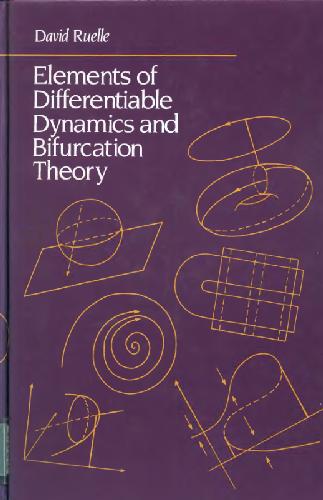 David Ruelle
Elements of
Differentiable
Dynamics and
Bifurcation
Theory